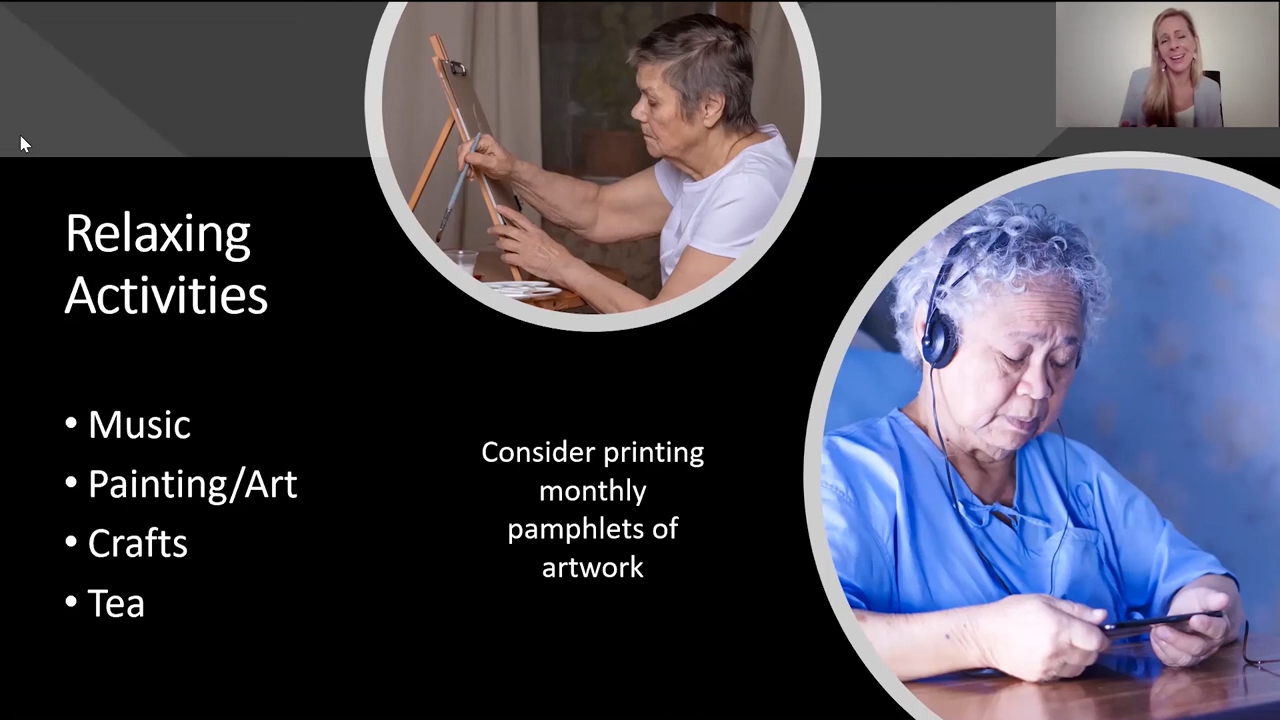 Relaxing
Activities
• Music
• Painting/Art
• Crafts
• Tea
Consider printing
monthly
pamphlets of
artwork